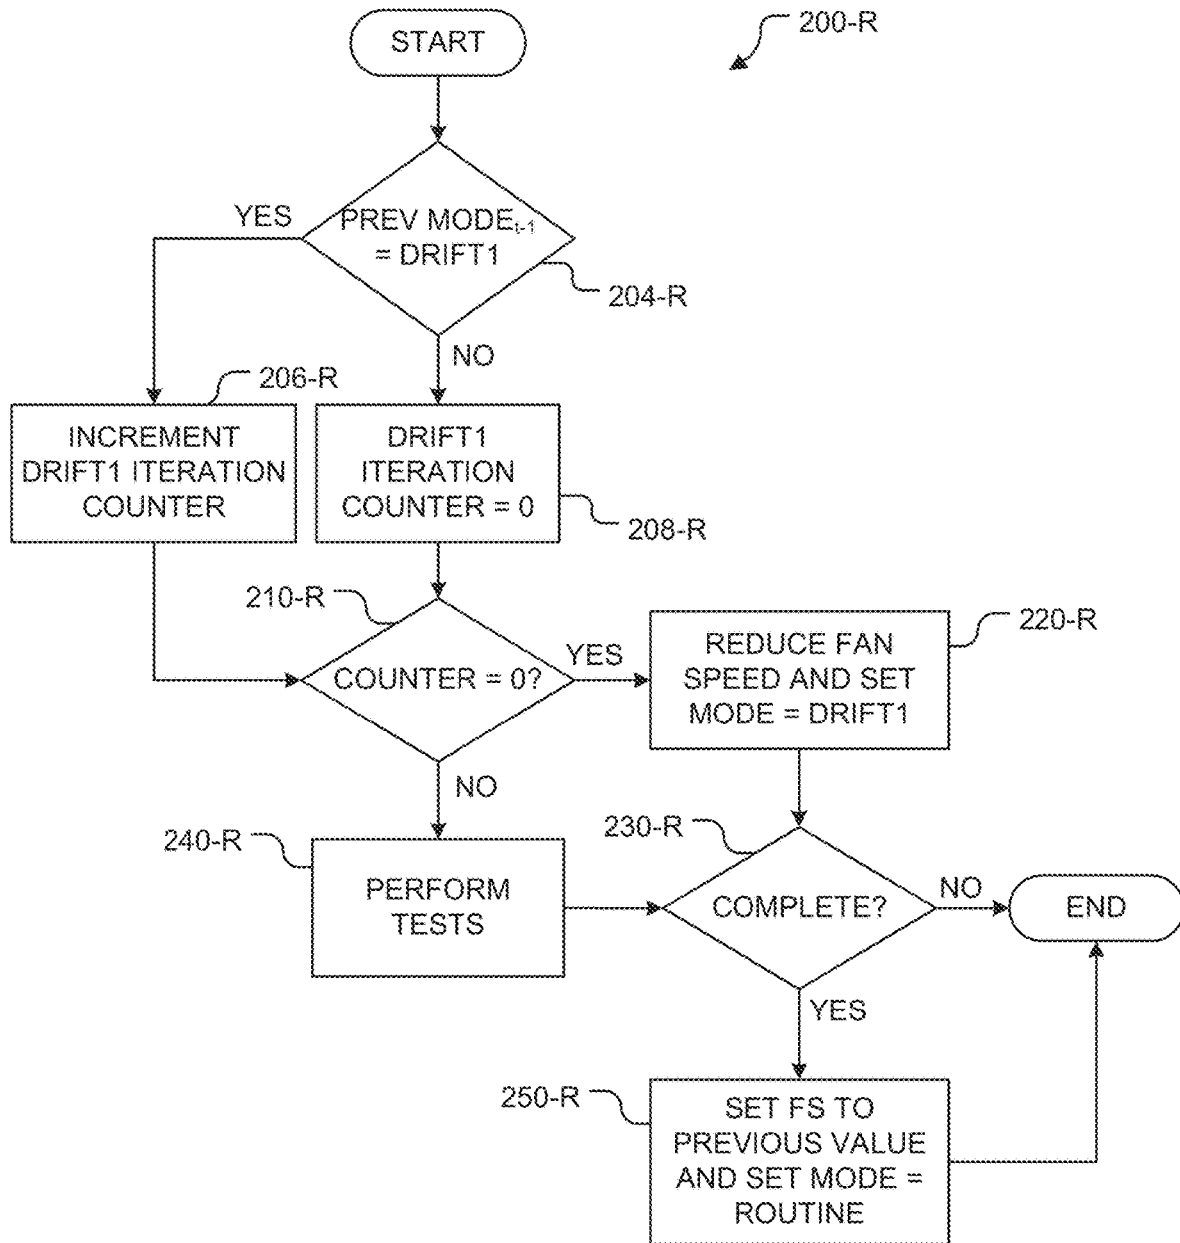 START
200-R
PREV MODEt-1
= DRIFT1
YES
204-R
NO
206-R
INCREMENT
DRIFT1 ITERATION
COUNTER
DRIFT1
ITERATION
COUNTER = 0
208-R
210-R
COUNTER = 0?
YES
REDUCE FAN
SPEED AND SET
MODE = DRIFT1
220-R
NO
240-R
PERFORM
TESTS
230-R
COMPLETE?
NO
END
YES
250-R
SET FS TO
PREVIOUS VALUE
AND SET MODE =
ROUTINE